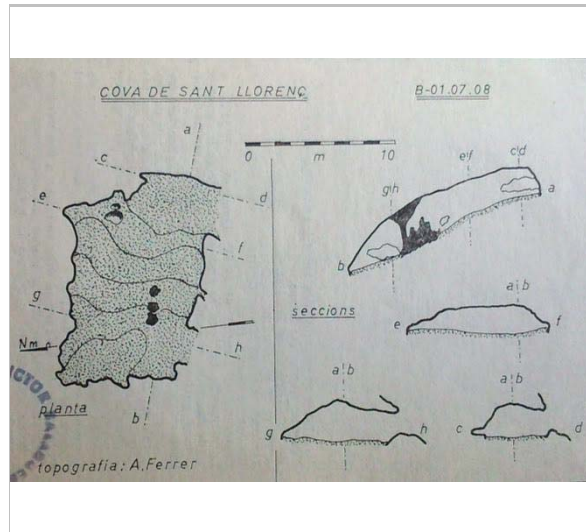 COVA DE SANT LLORENÇ
B-01.07.08
a
c
e
d
f
g
h
Nm
b
planta
topografia: A, Ferrer
0 m 10
g|h
e|f
c|d
a
b
seccions
a|b
e
f
a|b
g
h
a|b
c
d